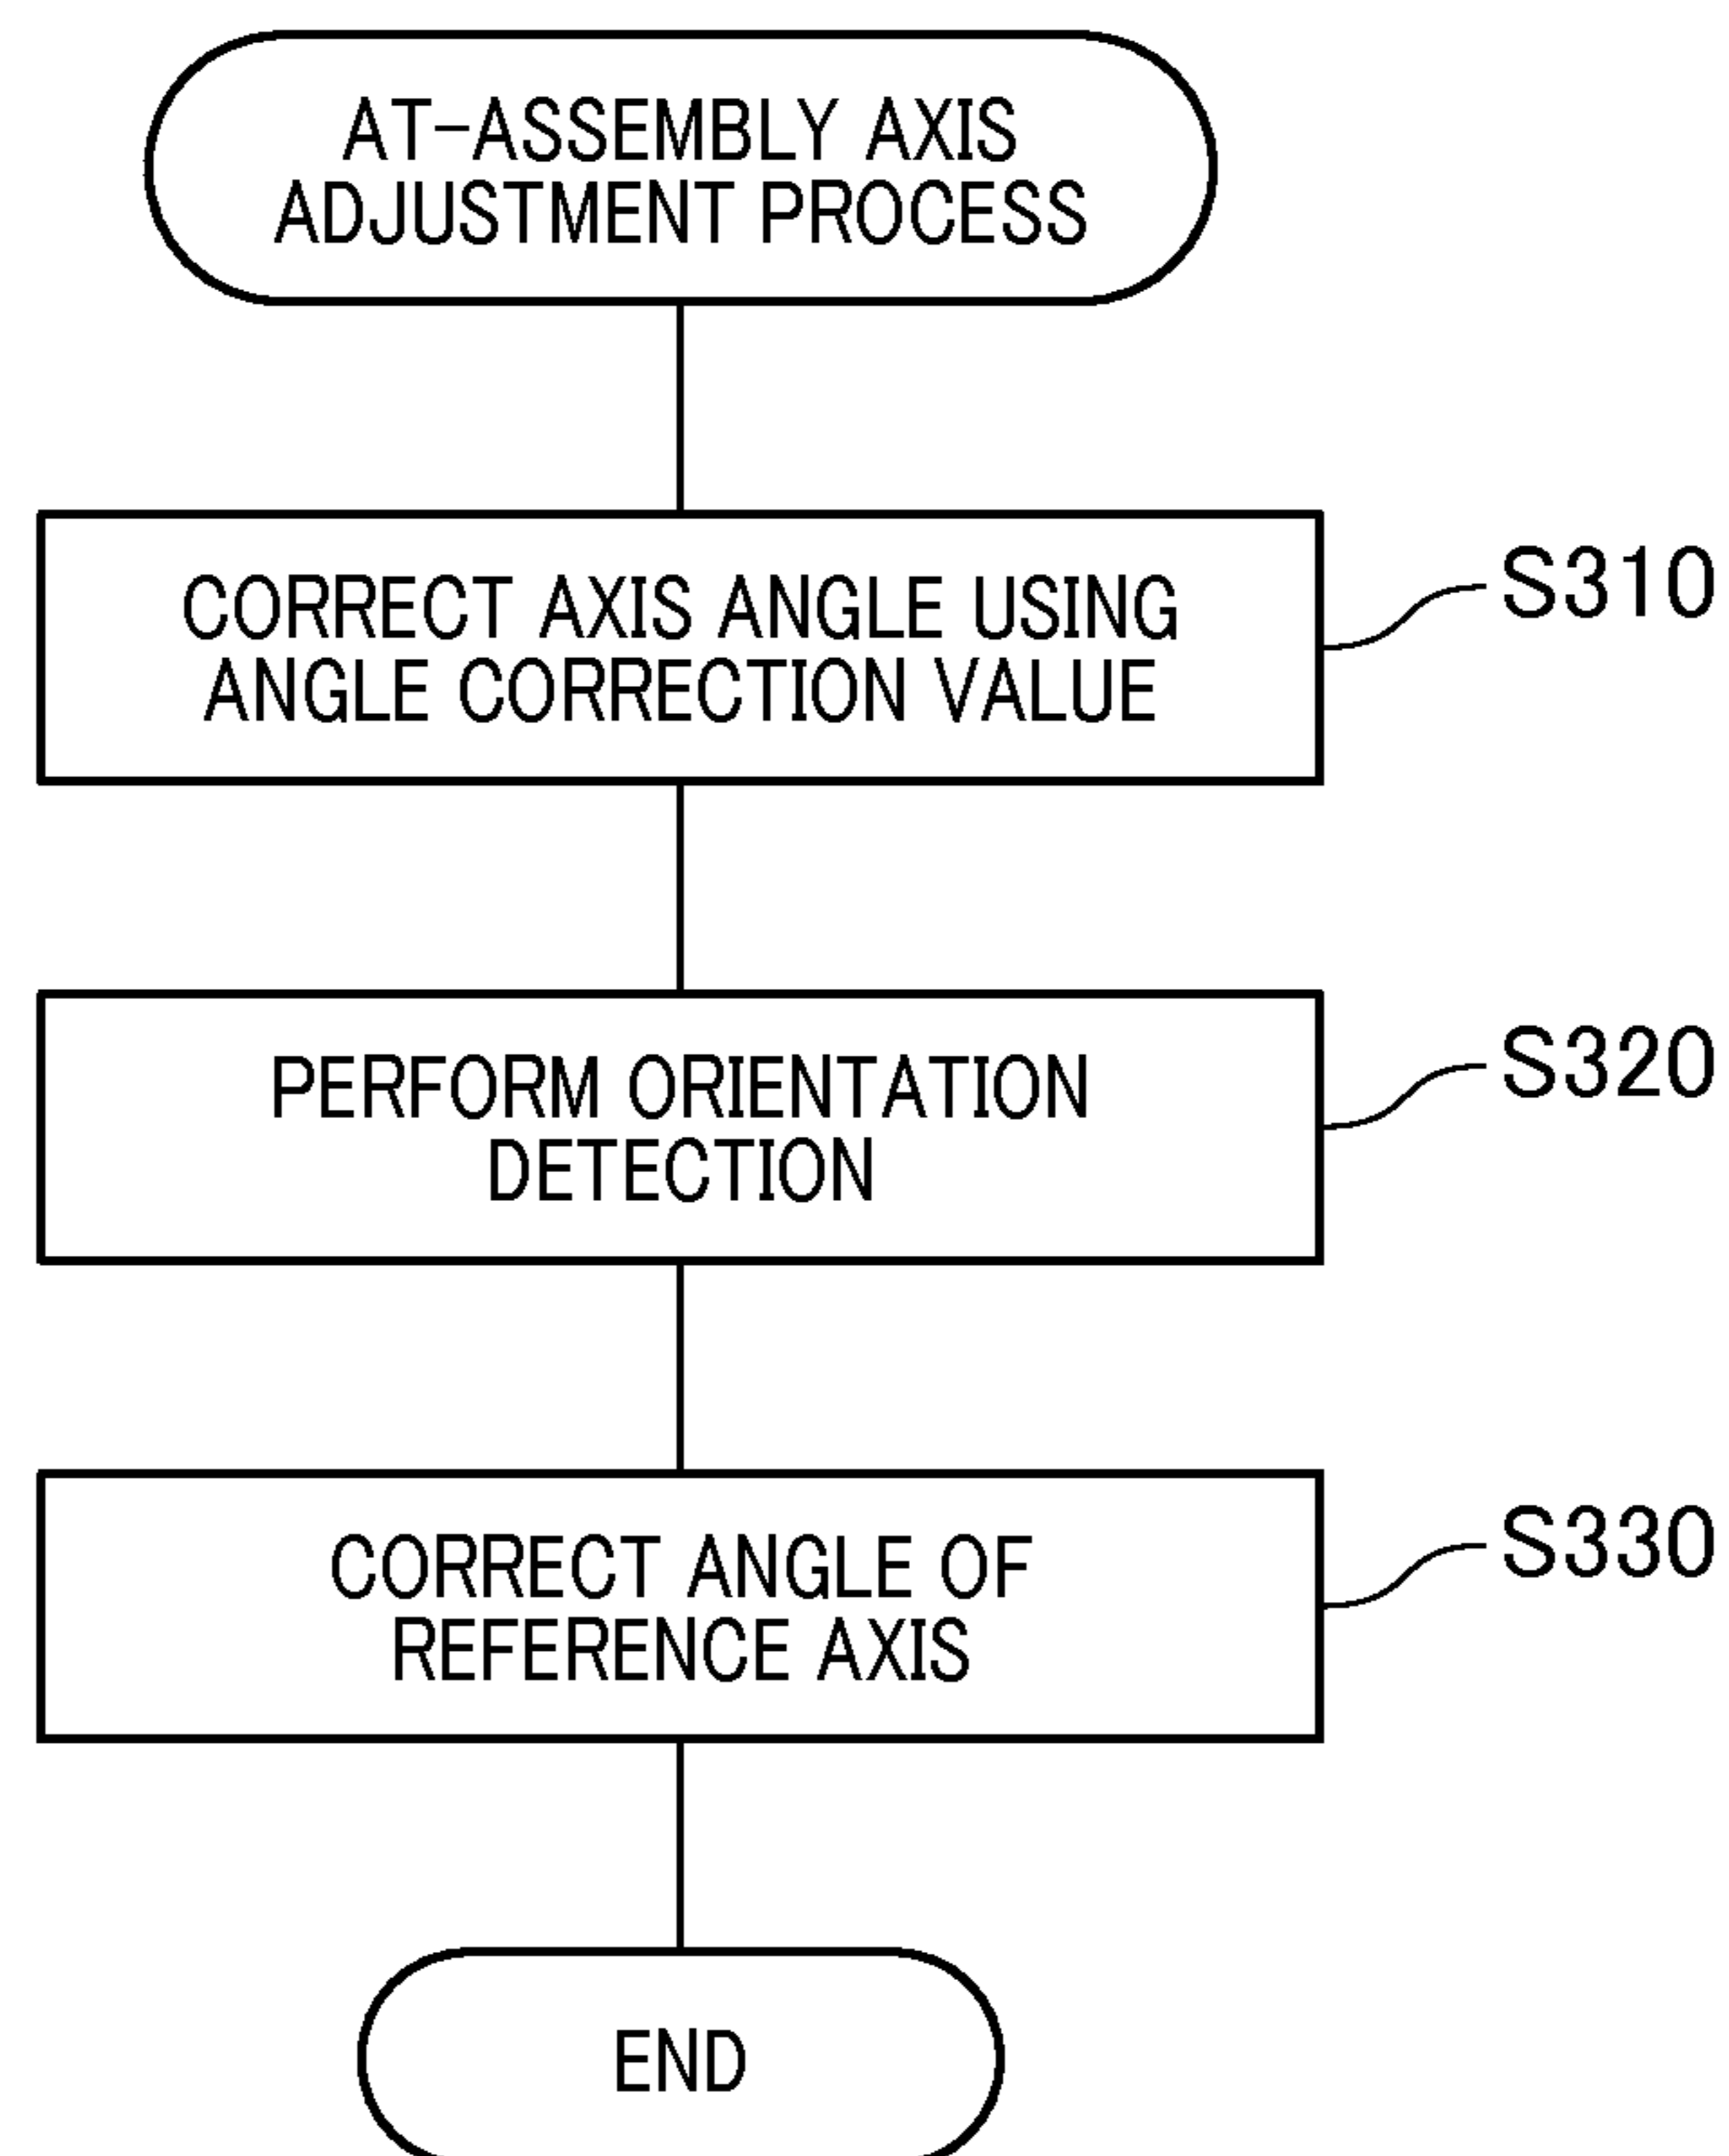 AT-ASSEMBLY AXIS
ADJUSTMENT PROCESS
CORRECT AXIS ANGLE USING
ANGLE CORRECTION VALUE
S310
PERFORM ORIENTATION
DETECTION
S320
CORRECT ANGLE OF
REFERENCE AXIS
S330
END